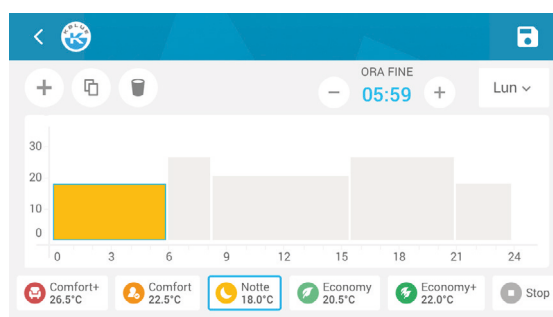 KPLUS
K
ORA FINE
− 05:59 +
Lun
30
20
10
0
0 3 6 9 12 15 18 21 24
Comfort+ Comfort Notte Economy Economy+ Stop
26.5°C 22.5°C 18.0°C 20.5°C 22.0°C